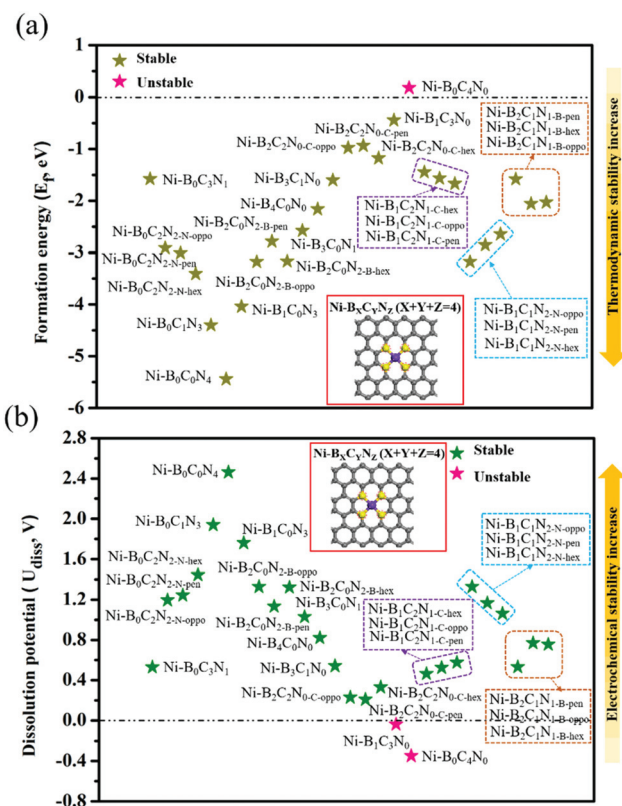 (a)
Formation energy (E_f, eV)
1
0
-1
-2
-3
-4
-5
-6
Stable
Unstable
Ni-B₀C₄N₀
Ni-B₁C₃N₀
Ni-B₂C₂N₀₋C₋pen
Ni-B₂C₂N₀₋C₋oppo
Ni-B₂C₂N₀₋C₋hex
Ni-B₀C₃N₁
Ni-B₃C₁N₀
Ni-B₄C₀N₀
Ni-B₂C₀N₂₋B₋pen
Ni-B₃C₀N₁
Ni-B₀C₂N₂₋N₋oppo
Ni-B₀C₂N₂₋N₋pen
Ni-B₀C₂N₂₋N₋hex
Ni-B₂C₀N₂₋B₋hex
Ni-B₂C₀N₂₋B₋oppo
Ni-B₁C₀N₃
Ni-B₀C₁N₃
Ni-B₀C₀N₄
Ni-B₁C₂N₁₋C₋hex
Ni-B₁C₂N₁₋C₋oppo
Ni-B₁C₂N₁₋C₋pen
Ni-B₂C₁N₁₋B₋pen
Ni-B₂C₁N₁₋B₋hex
Ni-B₂C₁N₁₋B₋oppo
Ni-B₁C₁N₂₋N₋oppo
Ni-B₁C₁N₂₋N₋pen
Ni-B₁C₁N₂₋N₋hex
Ni-BₓCᵧN_Z (X+Y+Z=4)
Thermodynamic stability increase
(b)
Dissolution potential ( U_diss, V)
2.8
2.4
2.0
1.6
1.2
0.8
0.4
0.0
-0.4
-0.8
Ni-BₓCᵧN_Z (X+Y+Z=4)
Stable
Unstable
Ni-B₀C₀N₄
Ni-B₀C₁N₃
Ni-B₁C₀N₃
Ni-B₀C₂N₂₋N₋hex
Ni-B₀C₂N₂₋N₋pen
Ni-B₀C₂N₂₋N₋oppo
Ni-B₂C₀N₂₋B₋oppo
Ni-B₂C₀N₂₋B₋hex
Ni-B₃C₀N₁
Ni-B₂C₀N₂₋B₋pen
Ni-B₄C₀N₀
Ni-B₀C₃N₁
Ni-B₃C₁N₀
Ni-B₂C₂N₀₋C₋oppo
Ni-B₂C₂N₀₋C₋hex
Ni-B₂C₂N₀₋C₋pen
Ni-B₁C₃N₀
Ni-B₀C₄N₀
Ni-B₁C₂N₁₋C₋hex
Ni-B₁C₂N₁₋C₋oppo
Ni-B₁C₂N₁₋C₋pen
Ni-B₁C₁N₂₋N₋oppo
Ni-B₁C₁N₂₋N₋pen
Ni-B₁C₁N₂₋N₋hex
Ni-B₂C₁N₁₋B₋pen
Ni-B₂C₁N₁₋B₋oppo
Ni-B₂C₁N₁₋B₋hex
Electrochemical stability increase